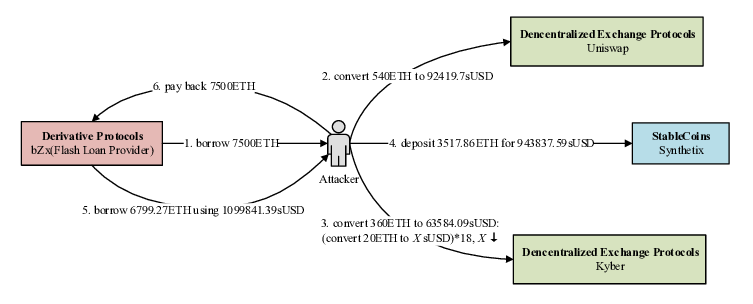 Dencentralized Exchange Protocols
Uniswap
2. convert 540ETH to 92419.7sUSD
6. pay back 7500ETH
Derivative Protocols
bZx(Flash Loan Provider)
1. borrow 7500ETH
4. deposit 3517.86ETH for 943837.59sUSD
StableCoins
Synthetix
Attacker
5. borrow 6799.27ETH using 1099841.39sUSD
3. convert 360ETH to 63584.09sUSD:
(convert 20ETH to X sUSD)*18, X ↓
Dencentralized Exchange Protocols
Kyber